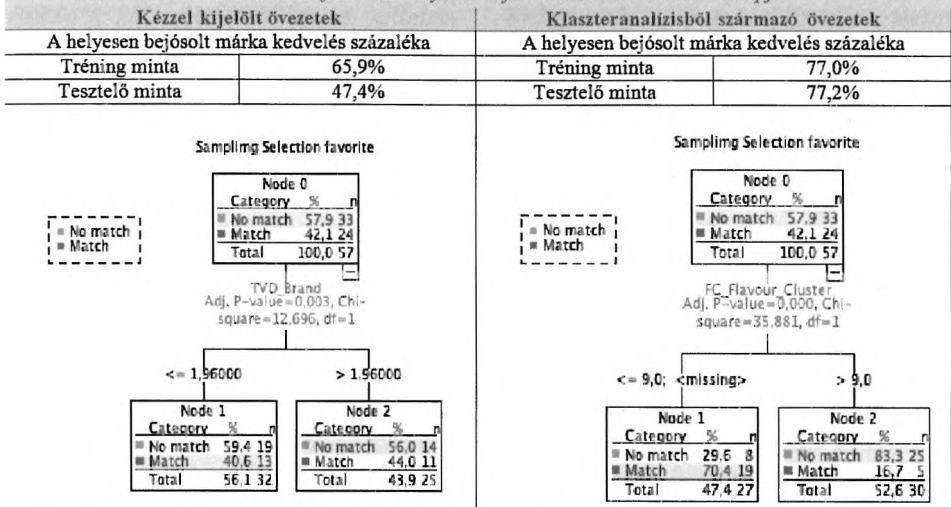 Kézzel kijelölt övezetek
A helyesen bejósolt márka kedvelés százaléka
Tréning minta 65,9%
Tesztelő minta 47,4%
Samplimg Selection favorite
No match
Match
Node 0
Category % n
No match 57,9 33
Match 42,1 24
Total 100,0 57
TVD_Brand
Adj. P-value=0,003, Chi-
square=12,696, df=1
<= 1,96000
> 1,96000
Node 1
Category % n
No match 59,4 19
Match 40,6 13
Total 56,1 32
Node 2
Category % n
No match 56,0 14
Match 44,0 11
Total 43,9 25
Klaszteranalízisből származó övezetek
A helyesen bejósolt márka kedvelés százaléka
Tréning minta 77,0%
Tesztelő minta 77,2%
Samplimg Selection favorite
No match
Match
Node 0
Category % n
No match 57,9 33
Match 42,1 24
Total 100,0 57
FC_Flavour_Cluster
Adj. P-value=0,000, Chi-
square=35,881, df=1
<= 9,0; <missing>
> 9,0
Node 1
Category % n
No match 29,6 8
Match 70,4 19
Total 47,4 27
Node 2
Category % n
No match 83,3 25
Match 16,7 5
Total 52,6 30